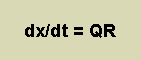 dx/dt = QR